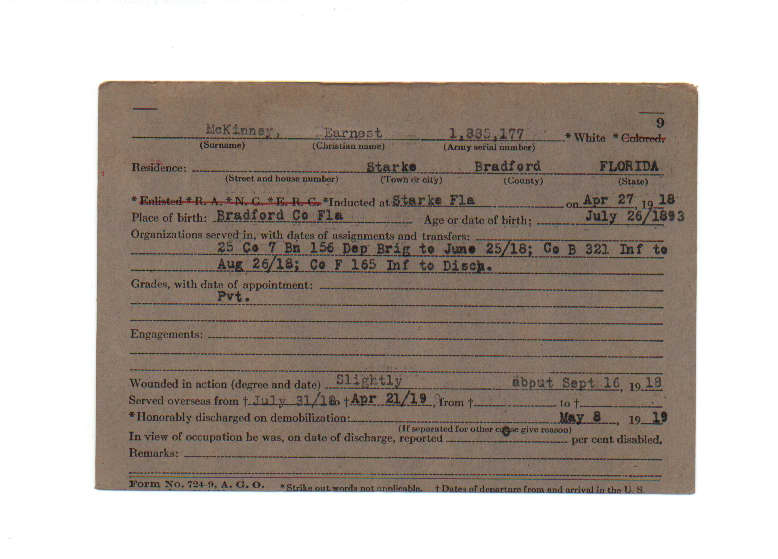 9
McKinney, Earnest 1,885,177 * White * Colored.
(Surname) (Christian name) (Army serial number)
Residence: Starke Bradford FLORIDA
(Street and house number) (Town or city) (County) (State)
* Enlisted * R. A. * N. G. * E. R. C. *Inducted at Starke Fla on Apr 27, 1918
Place of birth: Bradford Co Fla Age or date of birth: July 26/1893
Organizations served in, with dates of assignments and transfers:
25 Co 7 Bn 156 Dep Brig to June 25/18; Co B 321 Inf to
Aug 26/18; Co F 165 Inf to Disch.
Grades, with date of appointment:
Pvt.
Engagements:
Wounded in action (degree and date) Slightly about Sept 16, 1918
Served overseas from † July 31/18 to † Apr 21/19, from † to †
* Honorably discharged on demobilization: May 8, 1919
(If separated for other cause give reason)
In view of occupation he was, on date of discharge, reported per cent disabled.
Remarks:
Form No. 724-9, A. G. O. *Strike out words not applicable. † Dates of departure from and arrival in the U. S.